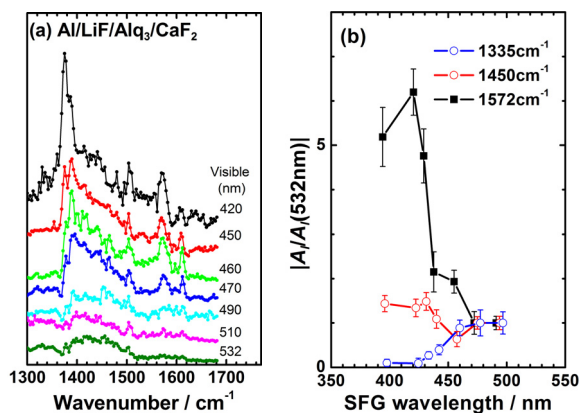 (a) Al/LiF/Alq₃/CaF₂
Visible
(nm)
420
450
460
470
490
510
532
1300 1400 1500 1600 1700
Wavenumber / cm⁻¹
(b)
1335cm⁻¹
1450cm⁻¹
1572cm⁻¹
5
0
|Aᵢ/Aᵢ(532nm)|
350 400 450 500 550
SFG wavelength / nm